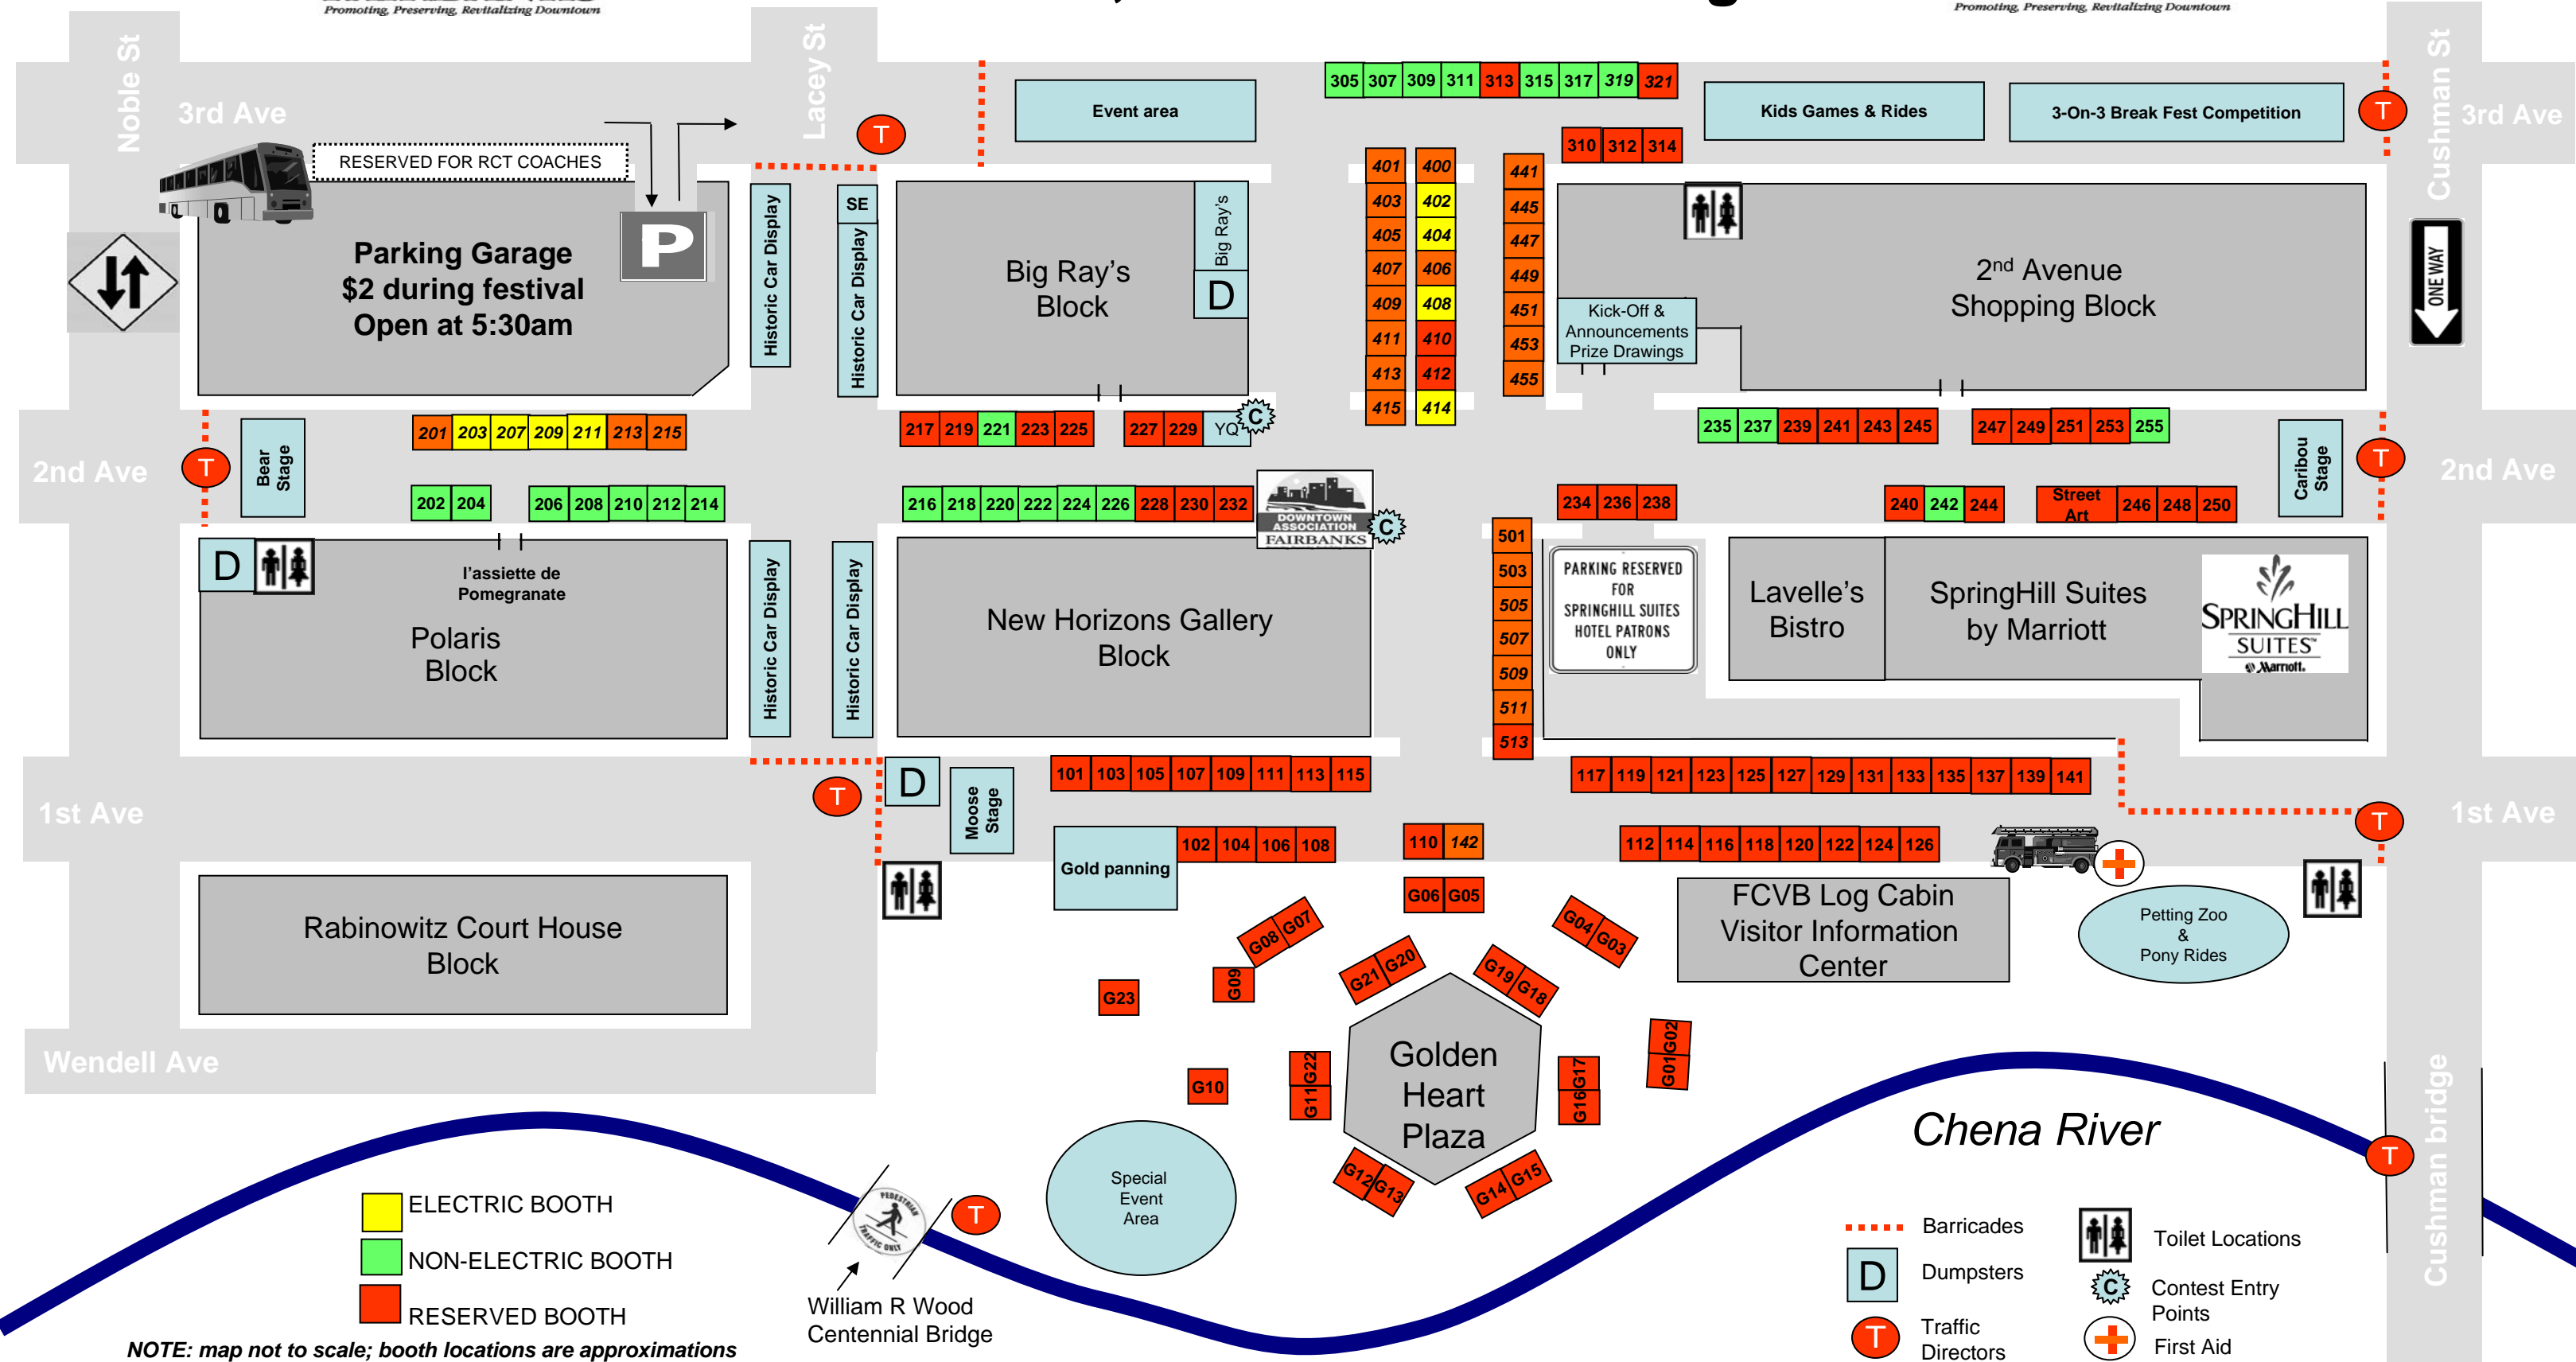 Promoting, Preserving, Revitalizing Downtown
Promoting, Preserving, Revitalizing Downtown
Noble St
Lacey St
Cushman St
3rd Ave
3rd Ave
T
Event area
305 307 309 311 313 315 317 319 321
Kids Games & Rides
3-On-3 Break Fest Competition
T
310 312 314
RESERVED FOR RCT COACHES
P
Parking Garage
$2 during festival
Open at 5:30am
Historic Car Display
SE
Historic Car Display
Big Ray's
Block
Big Ray's
D
401 400
403 402
405 404
407 406
409 408
411 410
413 412
415 414
441
445
447
449
451
453
455
2nd Avenue
Shopping Block
Kick-Off &
Announcements
Prize Drawings
ONE WAY
201 203 207 209 211 213 215
217 219 221 223 225
227 229 YQ C
235 237 239 241 243 245
247 249 251 253 255
2nd Ave
T
Bear
Stage
Caribou
Stage
T
2nd Ave
202 204
206 208 210 212 214
216 218 220 222 224 226 228 230 232
DOWNTOWN
ASSOCIATION
FAIRBANKS
C
234 236 238
240 242 244
Street
Art
246 248 250
D
l'assiette de
Pomegranate
Polaris
Block
Historic Car Display
Historic Car Display
New Horizons Gallery
Block
501
503
505
507
509
511
513
PARKING RESERVED
FOR
SPRINGHILL SUITES
HOTEL PATRONS
ONLY
Lavelle's
Bistro
SpringHill Suites
by Marriott
SPRINGHILL
SUITES
Marriott.
1st Ave
T
D
Moose
Stage
101 103 105 107 109 111 113 115
117 119 121 123 125 127 129 131 133 135 137 139 141
T
1st Ave
Gold panning
102 104 106 108
110 142
112 114 116 118 120 122 124 126
Rabinowitz Court House
Block
G06 G05
G08 G07
G04 G03
G21 G20
G19 G18
G09
G23
FCVB Log Cabin
Visitor Information
Center
Petting Zoo
&
Pony Rides
Wendell Ave
G10
G22
G11
Golden
Heart
Plaza
G17
G16
G02
G01
G12 G13
G14 G15
Chena River
T
Cushman bridge
Special
Event
Area
PEDESTRIAN
TRAFFIC ONLY
T
William R Wood
Centennial Bridge
ELECTRIC BOOTH
NON-ELECTRIC BOOTH
RESERVED BOOTH
NOTE: map not to scale; booth locations are approximations
Barricades
D Dumpsters
T Traffic
Directors
Toilet Locations
C Contest Entry
Points
First Aid